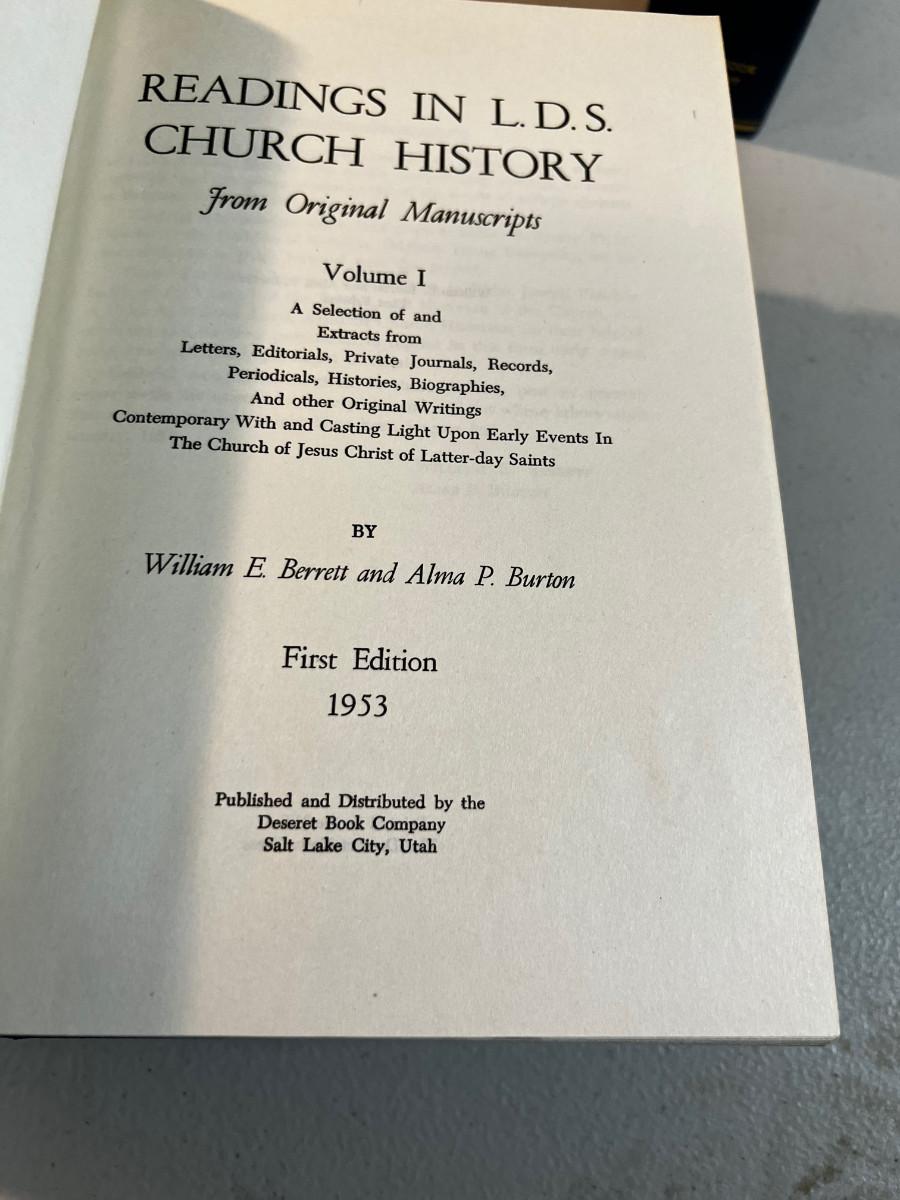 READINGS IN L.D.S.
CHURCH HISTORY
From Original Manuscripts
Volume I
A Selection of and
Extracts from
Letters, Editorials, Private Journals, Records,
Periodicals, Histories, Biographies,
And other Original Writings
Contemporary With and Casting Light Upon Early Events In
The Church of Jesus Christ of Latter-day Saints
BY
William E. Berrett and Alma P. Burton
First Edition
1953
Published and Distributed by the
Deseret Book Company
Salt Lake City, Utah